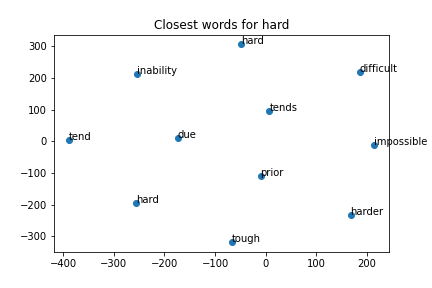 Closest words for hard
300
200
100
0
−100
−200
−300
hard
inability
difficult
tends
tend
due
impossible
prior
hard
harder
tough
−400
−300
−200
−100
0
100
200